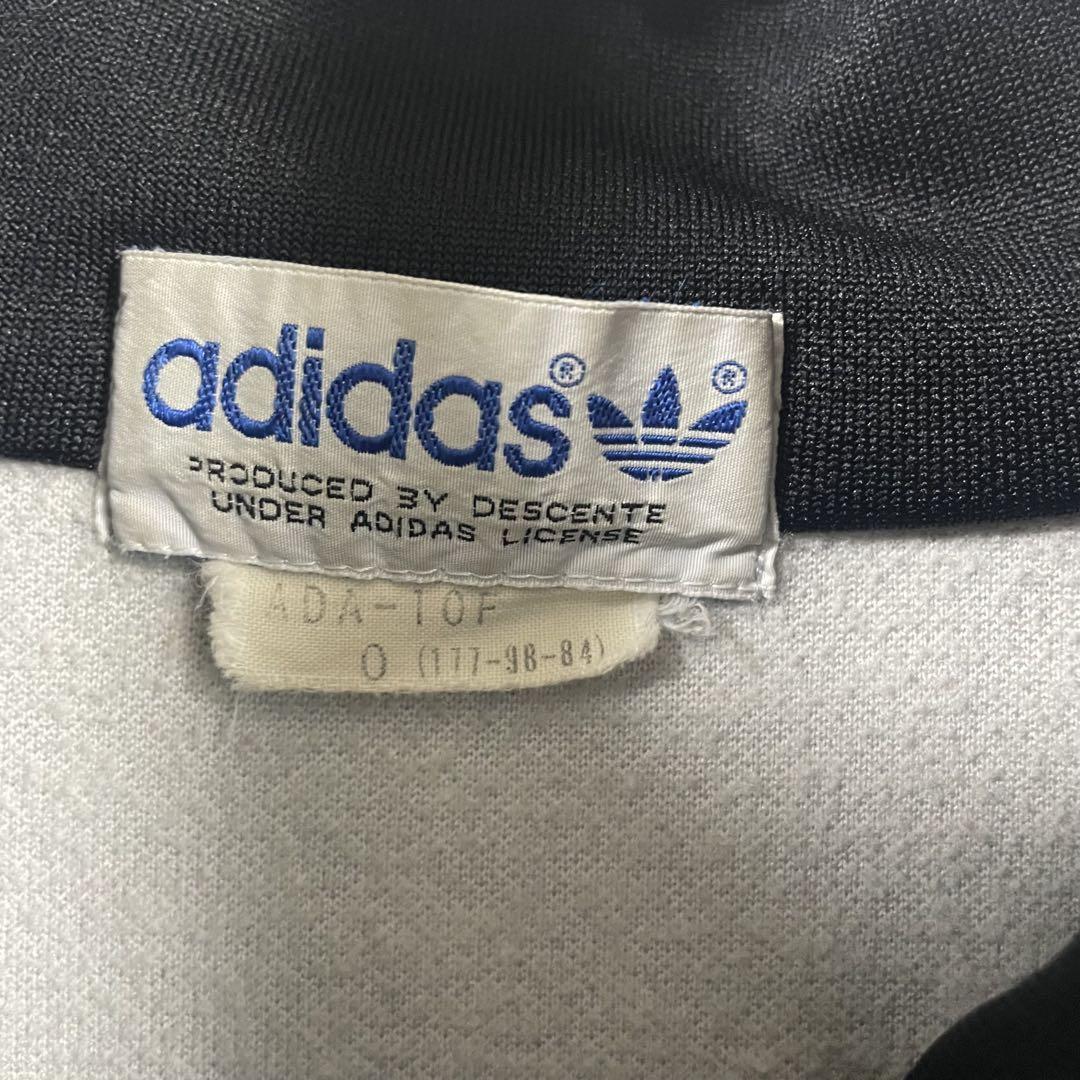 adidas®
®
PRODUCED BY DESCENTE
UNDER ADIDAS LICENSE
ADA-10F
O (177-98-84)